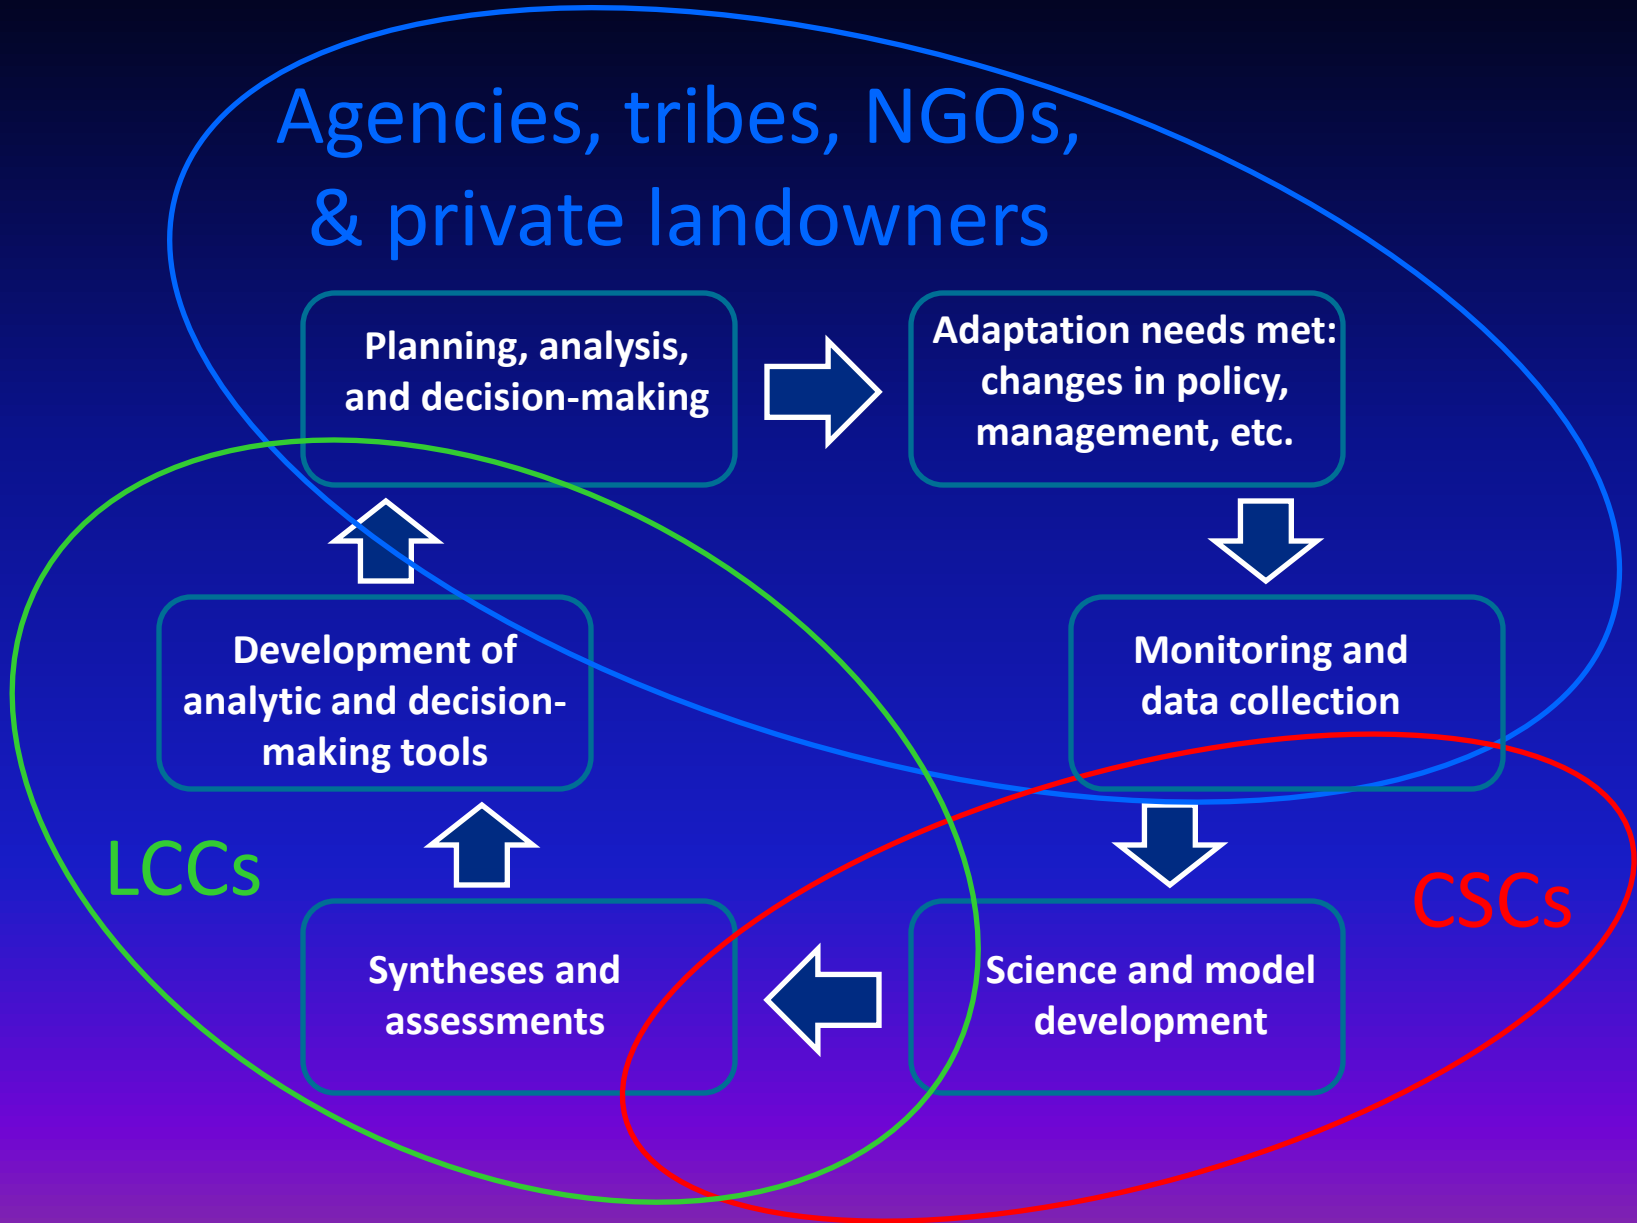 Agencies, tribes, NGOs,
& private landowners
Planning, analysis,
and decision-making
Adaptation needs met:
changes in policy,
management, etc.
Development of
analytic and decision-
making tools
Monitoring and
data collection
LCCs
CSCs
Syntheses and
assessments
Science and model
development